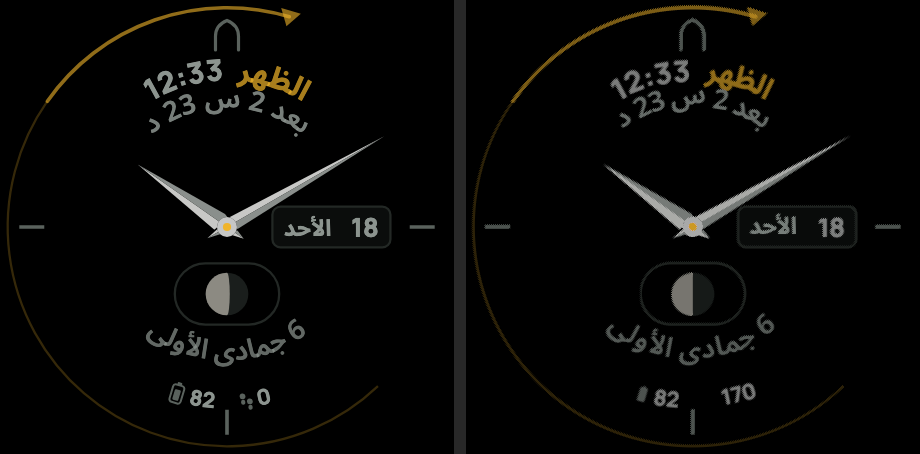 الظهر 12:33
بعد 2 س 23 د
الأحد 18
6 جمادى الأولى
82 0
الظهر 12:33
بعد 2 س 23 د
الأحد 18
6 جمادى الأولى
82 170